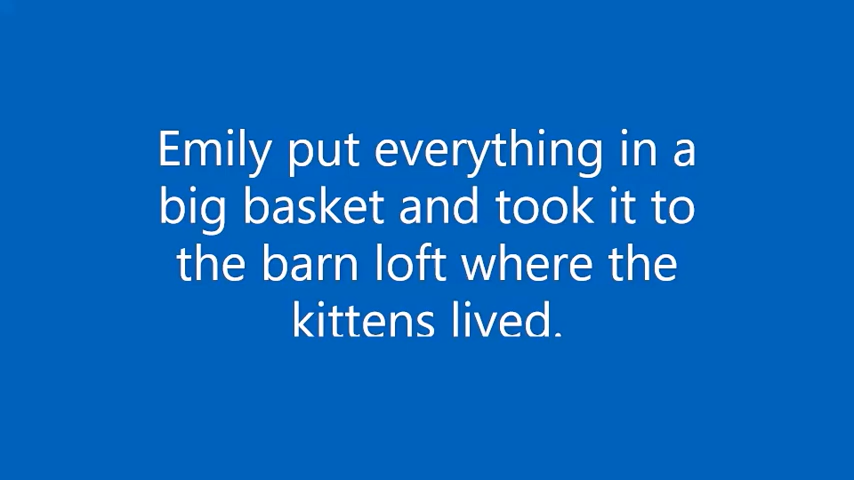 Emily put everything in a
big basket and took it to
the barn loft where the
kittens lived.